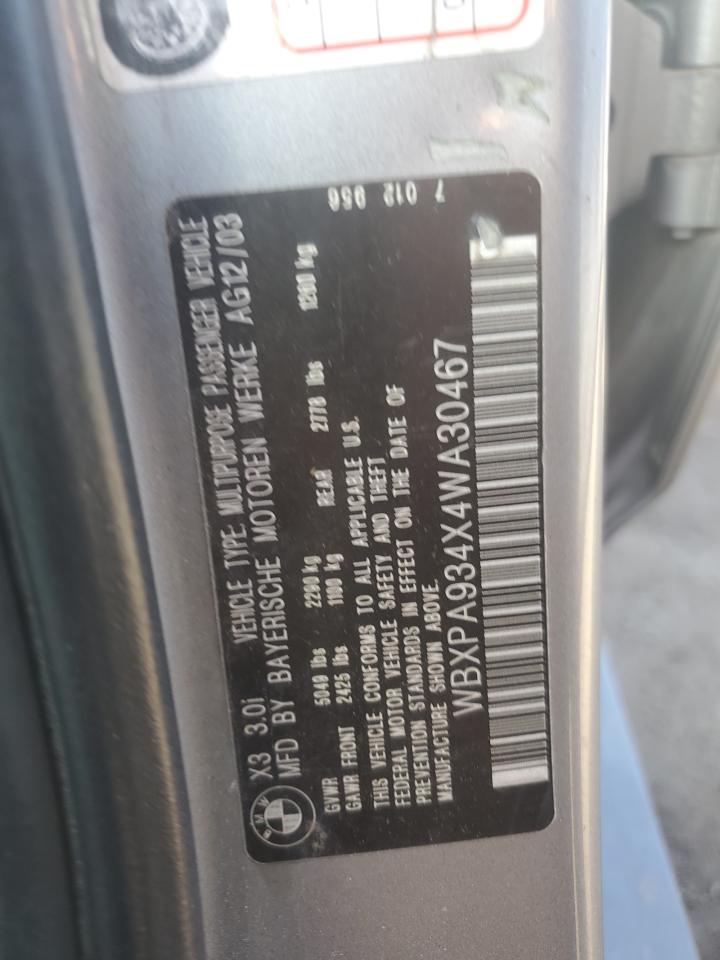 BMW
X3 3.0i VEHICLE TYPE: MULTIPURPOSE PASSENGER VEHICLE
MFD BY BAYERISCHE MOTOREN WERKE AG12/03
GVWR 5049 lbs 2290 kg
GAWR FRONT 2425 lbs 1100 kg REAR 2778 lbs 1260 kg
THIS VEHICLE CONFORMS TO ALL APPLICABLE U.S.
FEDERAL MOTOR VEHICLE SAFETY AND THEFT
PREVENTION STANDARDS IN EFFECT ON THE DATE OF
MANUFACTURE SHOWN ABOVE.
WBXPA934X4WA30467
7 012 956